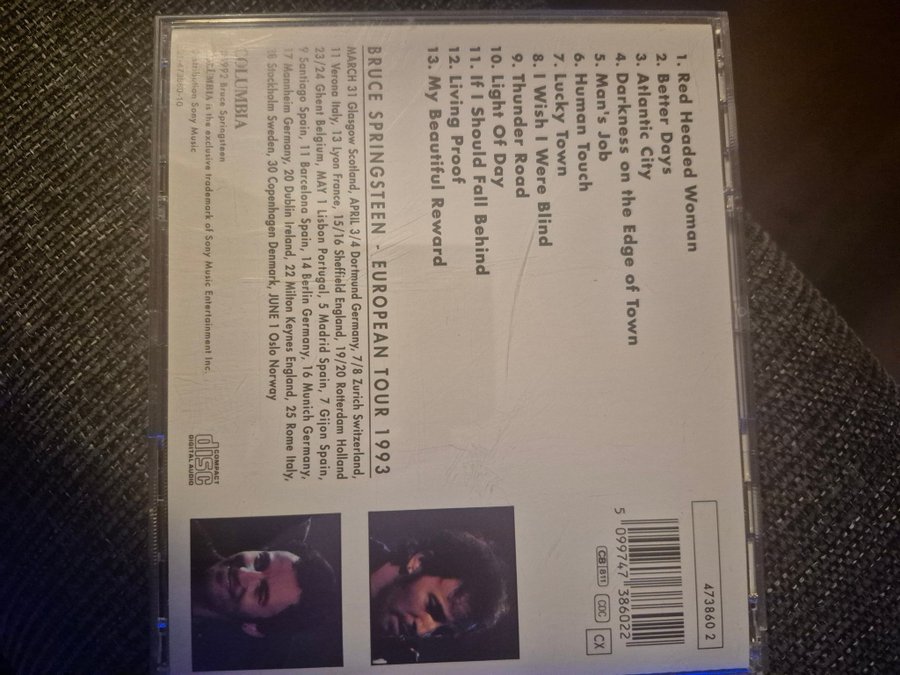 1. Red Headed Woman
2. Better Days
3. Atlantic City
4. Darkness on the Edge of Town
5. Man's Job
6. Human Touch
7. Lucky Town
8. I Wish I Were Blind
9. Thunder Road
10. Light Of Day
11. If I Should Fall Behind
12. Living Proof
13. My Beautiful Reward
473860 2
5 099747 386022
CB 811
CDC
CX
BRUCE SPRINGSTEEN - EUROPEAN TOUR 1993
MARCH 31 Glasgow Scotland, APRIL 3/4 Dortmund Germany, 7/8 Zurich Switzerland,
11 Verona Italy, 13 Lyon France, 15/16 Sheffield England, 19/20 Rotterdam Holland
23/24 Ghent Belgium, MAY 1 Lisbon Portugal, 5 Madrid Spain, 7 Gijon Spain,
9 Santiago Spain, 11 Barcelona Spain, 14 Berlin Germany, 16 Munich Germany,
17 Mannheim Germany, 20 Dublin Ireland, 22 Milton Keynes England, 25 Rome Italy,
28 Stockholm Sweden, 30 Copenhagen Denmark, JUNE 1 Oslo Norway
COLUMBIA
1992 Bruce Springsteen
COLUMBIA is the exclusive trademark of Sony Music Entertainment Inc.
Distribution Sony Music
COMPACT
disc
DIGITAL AUDIO